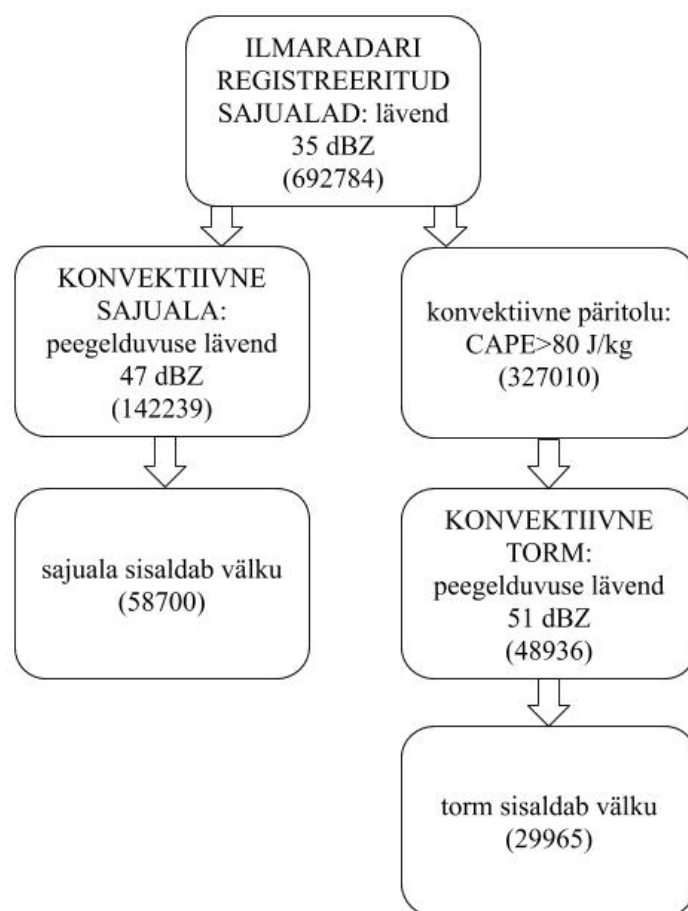 ILMARADARI
REGISTREERITUD
SAJUALAD: lävend
35 dBZ
(692784)
KONVEKTIIVNE
SAJUALA:
peegelduvuse lävend
47 dBZ
(142239)
konvektiivne päritolu:
CAPE>80 J/kg
(327010)
sajuala sisaldab välku
(58700)
KONVEKTIIVNE
TORM:
peegelduvuse lävend
51 dBZ
(48936)
torm sisaldab välku
(29965)